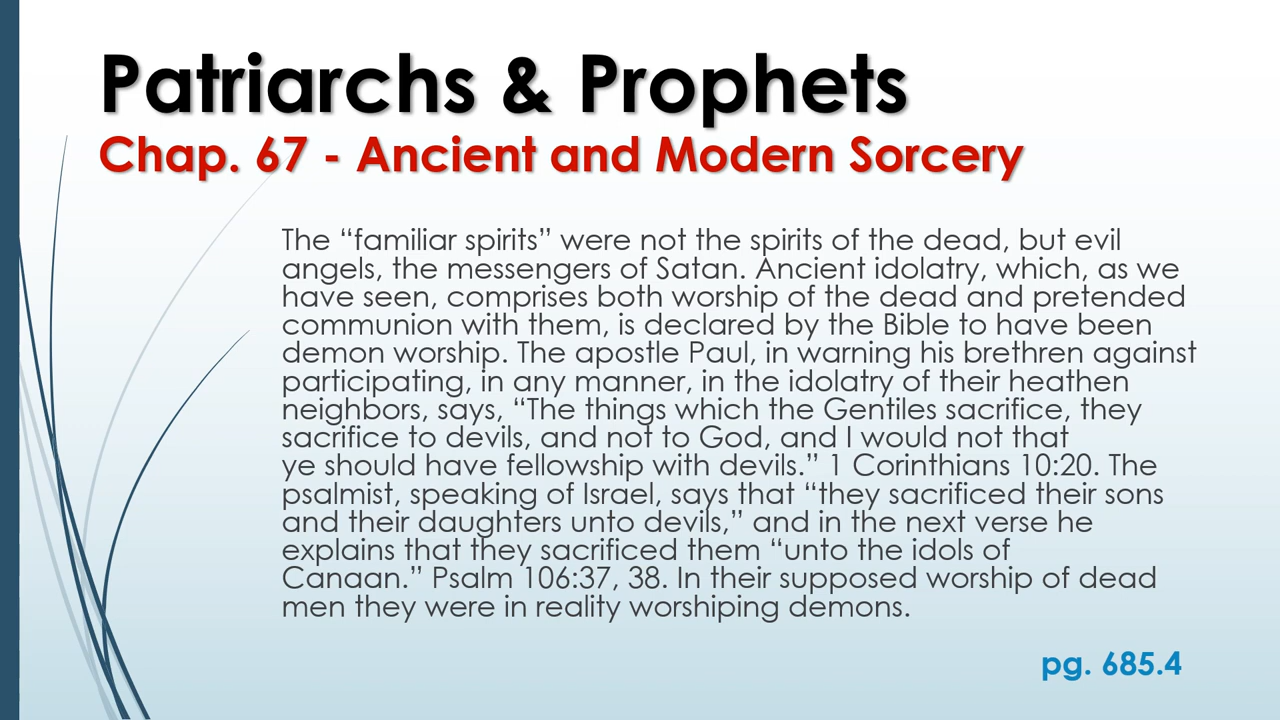 Patriarchs & Prophets
Chap. 67 - Ancient and Modern Sorcery
The “familiar spirits” were not the spirits of the dead, but evil
angels, the messengers of Satan. Ancient idolatry, which, as we
have seen, comprises both worship of the dead and pretended
communion with them, is declared by the Bible to have been
demon worship. The apostle Paul, in warning his brethren against
participating, in any manner, in the idolatry of their heathen
neighbors, says, “The things which the Gentiles sacrifice, they
sacrifice to devils, and not to God, and I would not that
ye should have fellowship with devils.” 1 Corinthians 10:20. The
psalmist, speaking of Israel, says that “they sacrificed their sons
and their daughters unto devils,” and in the next verse he
explains that they sacrificed them “unto the idols of
Canaan.” Psalm 106:37, 38. In their supposed worship of dead
men they were in reality worshiping demons.
pg. 685.4